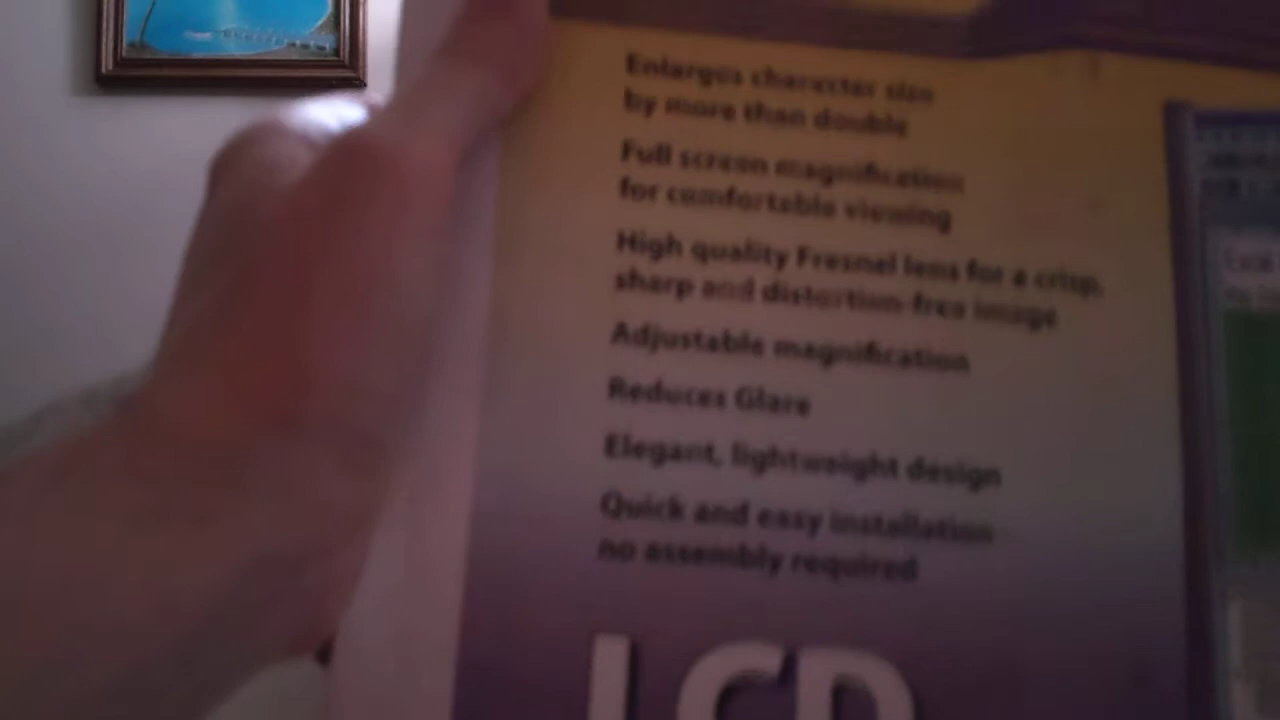 Enlarges character size
by more than double
Full screen magnification
for comfortable viewing
High quality Fresnel lens for a crisp,
sharp and distortion-free image
Adjustable magnification
Reduces Glare
Elegant, lightweight design
Quick and easy installation
no assembly required
LCD